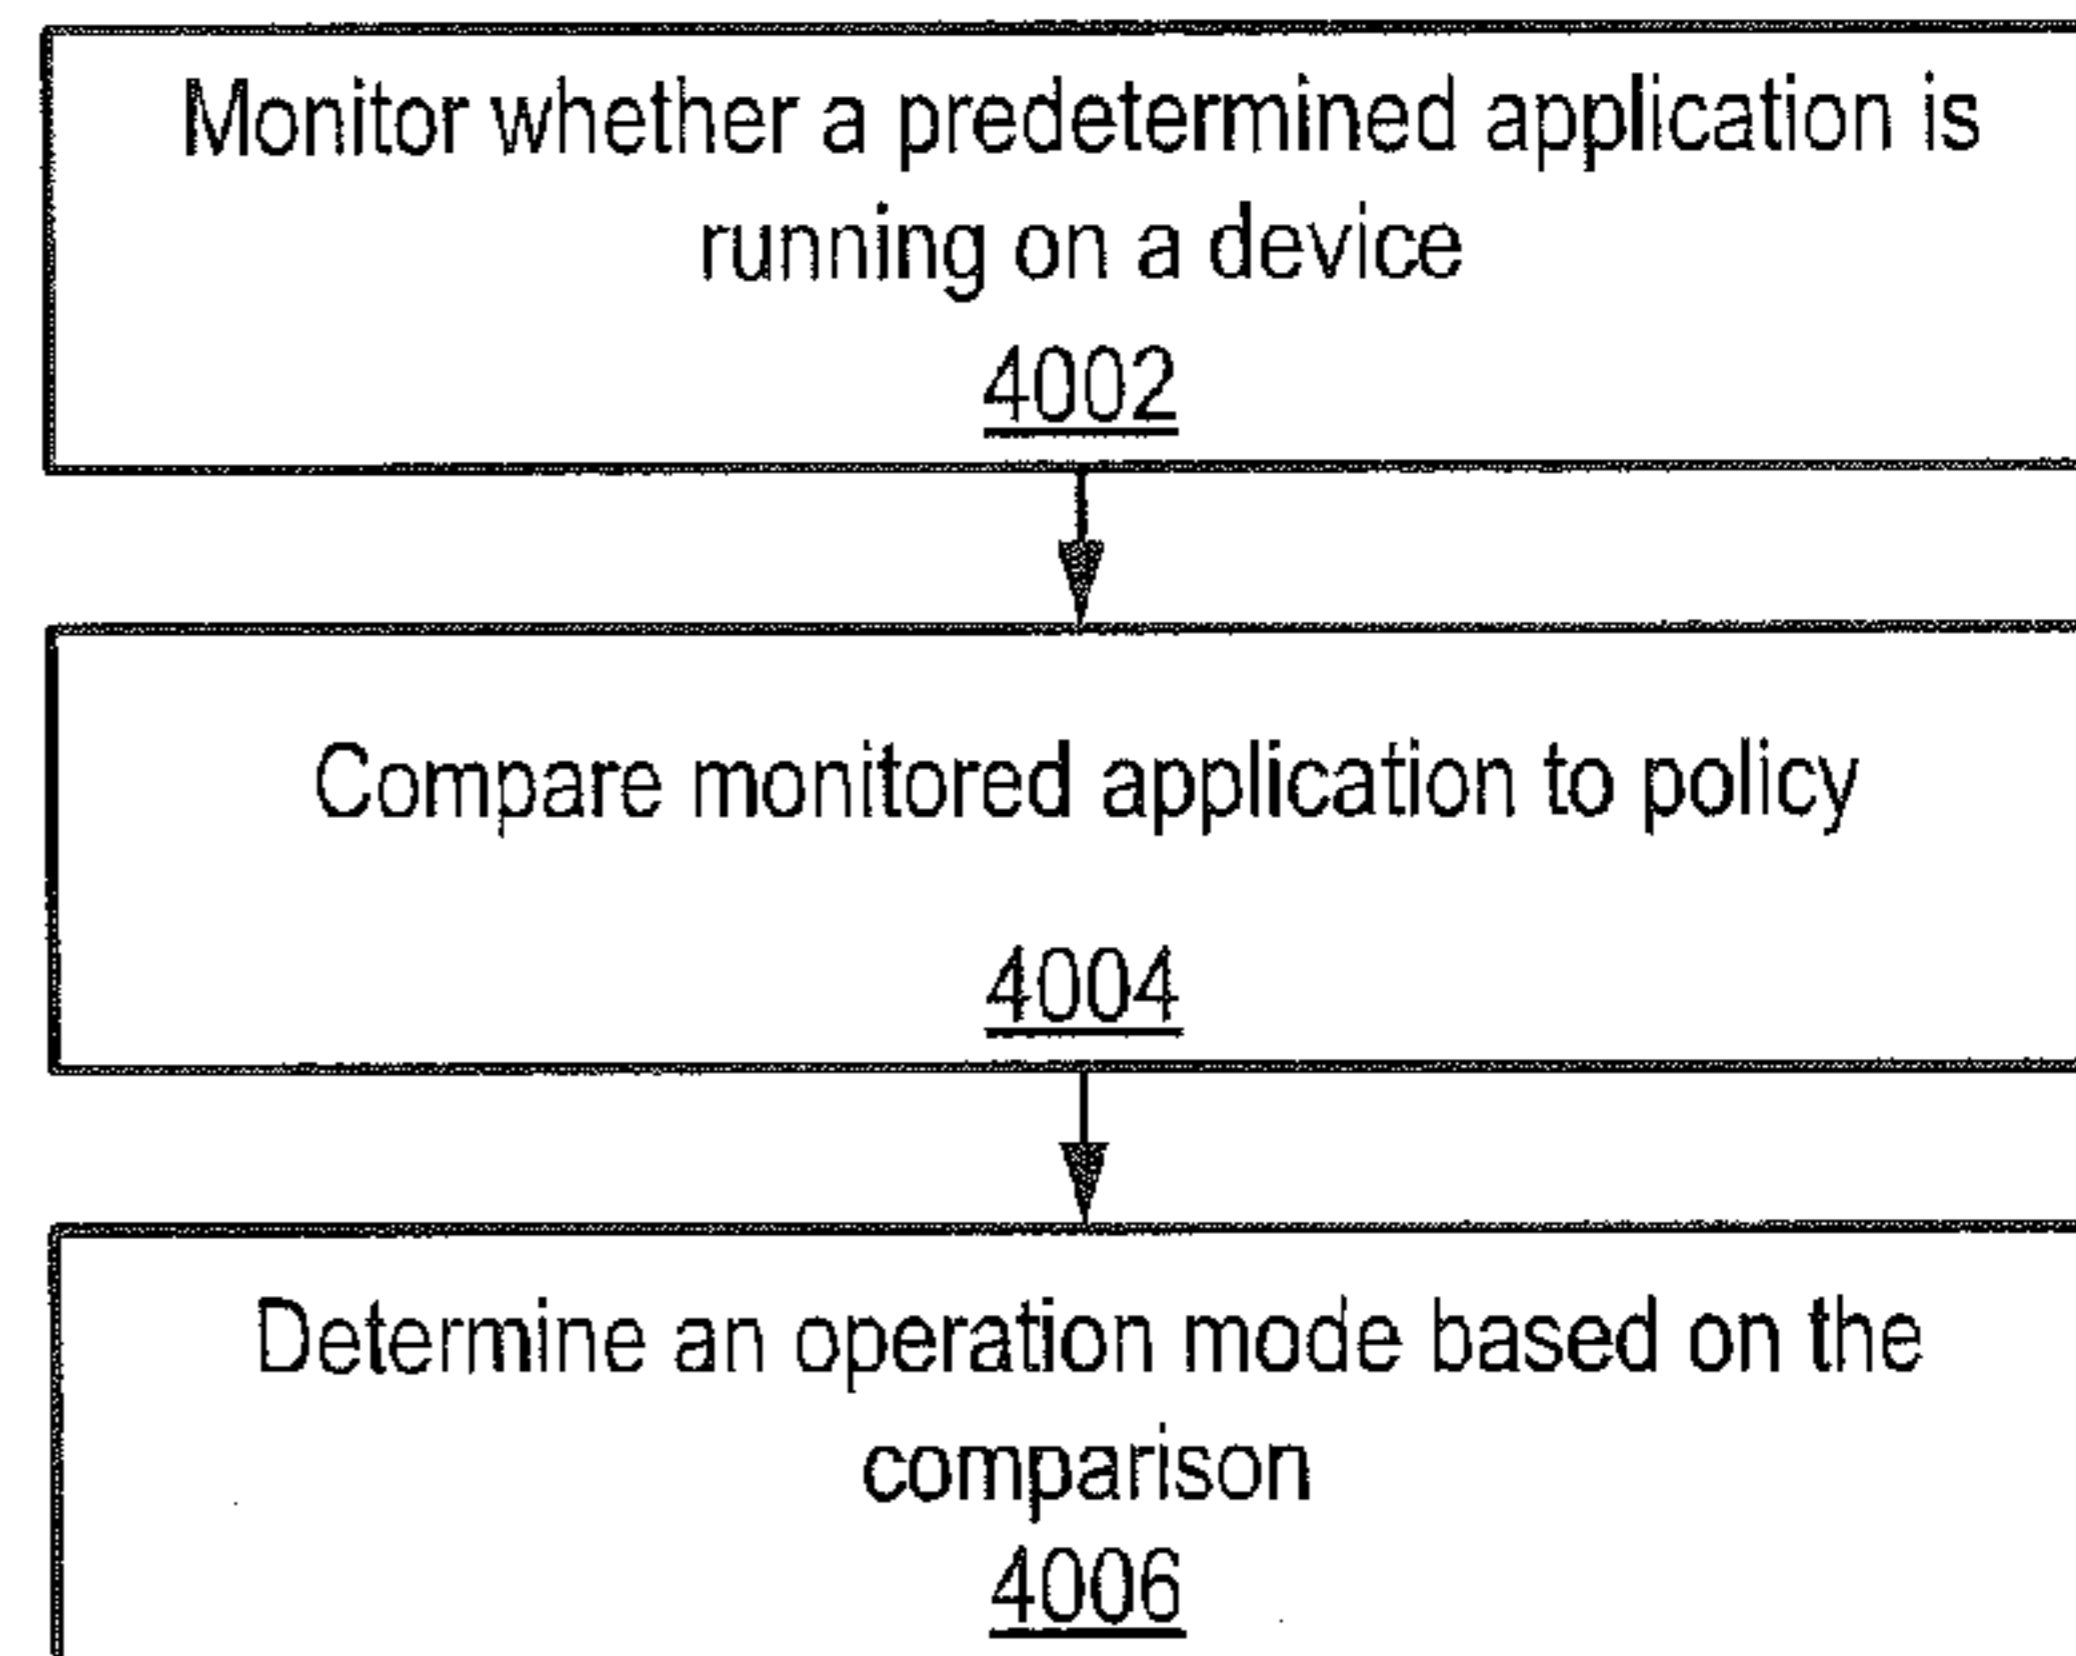 Monitor whether a predetermined application is
running on a device
4002
Compare monitored application to policy
4004
Determine an operation mode based on the
comparison
4006